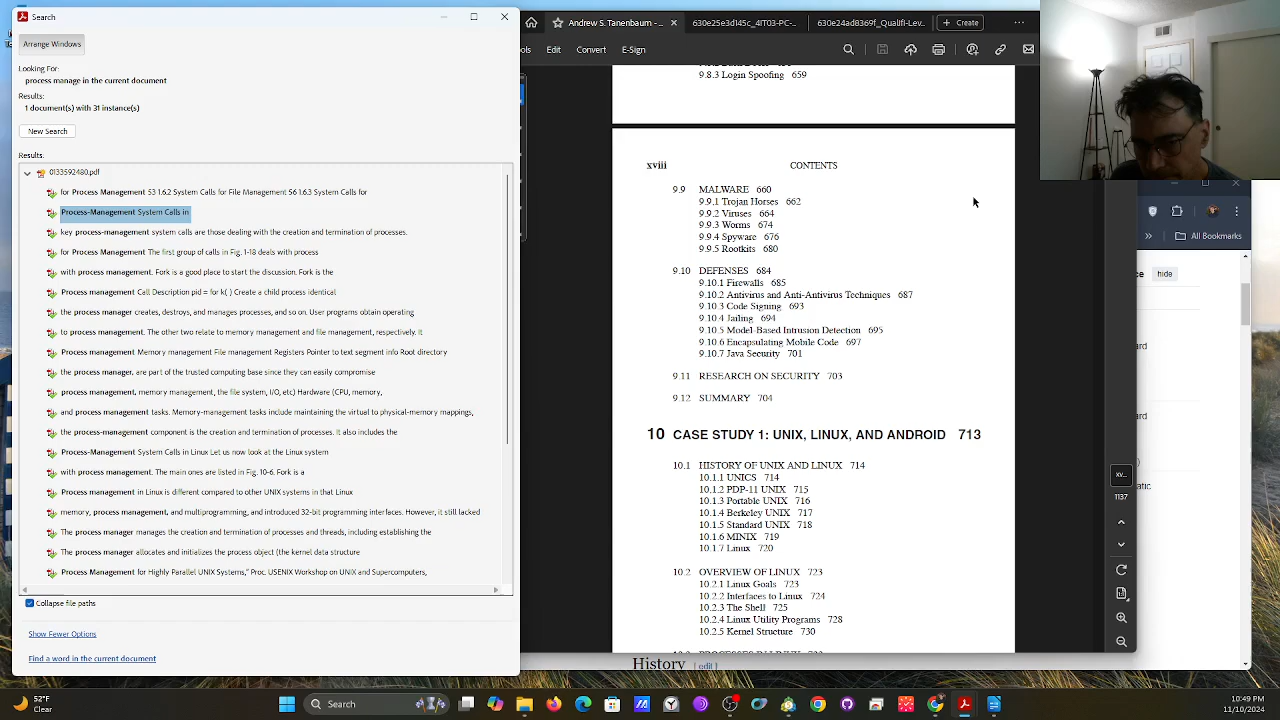 Search
Arrange Windows
Looking For:
process manage in the current document
Results:
1 document(s) with 31 instance(s)
New Search
Results:
0133592480.pdf
for Process Management 53 1.6.2 System Calls for File Management 56 1.6.3 System Calls for
Process-Management System Calls in
key process-management system calls are those dealing with the creation and termination of processes.
for Process Management The first group of calls in Fig. 1-18 deals with process
with process management. Fork is a good place to start the discussion. Fork is the
Process management Call Description pid = for k( ) Create a child process identical
the process manager creates, destroys, and manages processes, and so on. User programs obtain operating
to process management. The other two relate to memory management and file management, respectively. It
Process management Memory management File management Registers Pointer to text segment info Root directory
the process manager, are part of the trusted computing base since they can easily compromise
process management, memory management, the file system, I/O, etc) Hardware (CPU, memory,
and process management tasks. Memory-management tasks include maintaining the virtual to physical-memory mappings,
the process-management component is the creation and termination of processes. It also includes the
Process-Management System Calls in Linux Let us now look at the Linux system
with process management. The main ones are listed in Fig. 10-6. Fork is a
Process management in Linux is different compared to other UNIX systems in that Linux
memory, process management, and multiprogramming, and introduced 32-bit programming interfaces. However, it still lacked
The process manager manages the creation and termination of processes and threads, including establishing the
The process manager allocates and initializes the process object (the kernel data structure
Process Management for Highly Parallel UNIX Systems,” Proc. USENIX Workshop on UNIX and Supercomputers,
Collapse file paths
Show Fewer Options
Find a word in the current document
Andrew S.Tanenbaum - ...
630e25e3d145c_4IT03-PC-...
630e24ad8369f_Qualifi-Lev...
Create
ols Edit Convert E-Sign
9.8.3 Login Spoofing 659
xviii CONTENTS
9.9 MALWARE 660
9.9.1 Trojan Horses 662
9.9.2 Viruses 664
9.9.3 Worms 674
9.9.4 Spyware 676
9.9.5 Rootkits 680
9.10 DEFENSES 684
9.10.1 Firewalls 685
9.10.2 Antivirus and Anti-Antivirus Techniques 687
9.10.3 Code Signing 693
9.10.4 Jailing 694
9.10.5 Model-Based Intrusion Detection 695
9.10.6 Encapsulating Mobile Code 697
9.10.7 Java Security 701
9.11 RESEARCH ON SECURITY 703
9.12 SUMMARY 704
10 CASE STUDY 1: UNIX, LINUX, AND ANDROID 713
10.1 HISTORY OF UNIX AND LINUX 714
10.1.1 UNICS 714
10.1.2 PDP-11 UNIX 715
10.1.3 Portable UNIX 716
10.1.4 Berkeley UNIX 717
10.1.5 Standard UNIX 718
10.1.6 MINIX 719
10.1.7 Linux 720
10.2 OVERVIEW OF LINUX 723
10.2.1 Linux Goals 723
10.2.2 Interfaces to Linux 724
10.2.3 The Shell 725
10.2.4 Linux Utility Programs 728
10.2.5 Kernel Structure 730
xv...
1137
All Bookmarks
ce hide
ard
ard
)
atic
History [ edit ]
52°F
Clear
Search
10:49 PM
11/10/2024